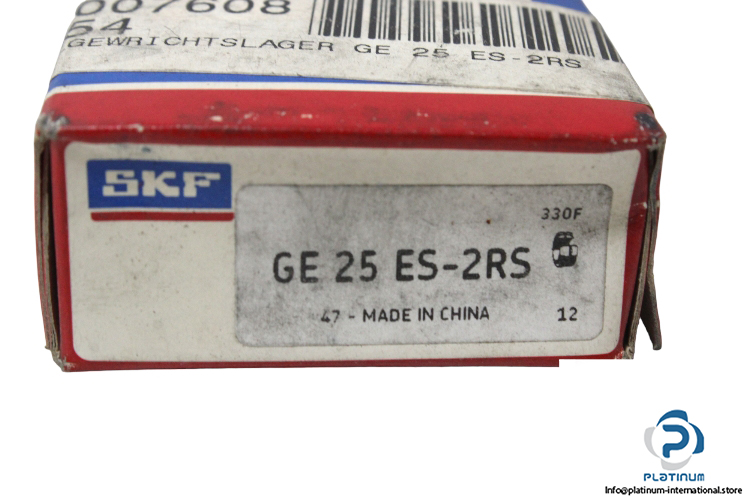 007608
54
GEWRICHTSLAGER GE 25 ES-2RS
SKF
330F
GE 25 ES-2RS
47 - MADE IN CHINA
12
PLATINUM
Info@platinum-international.store